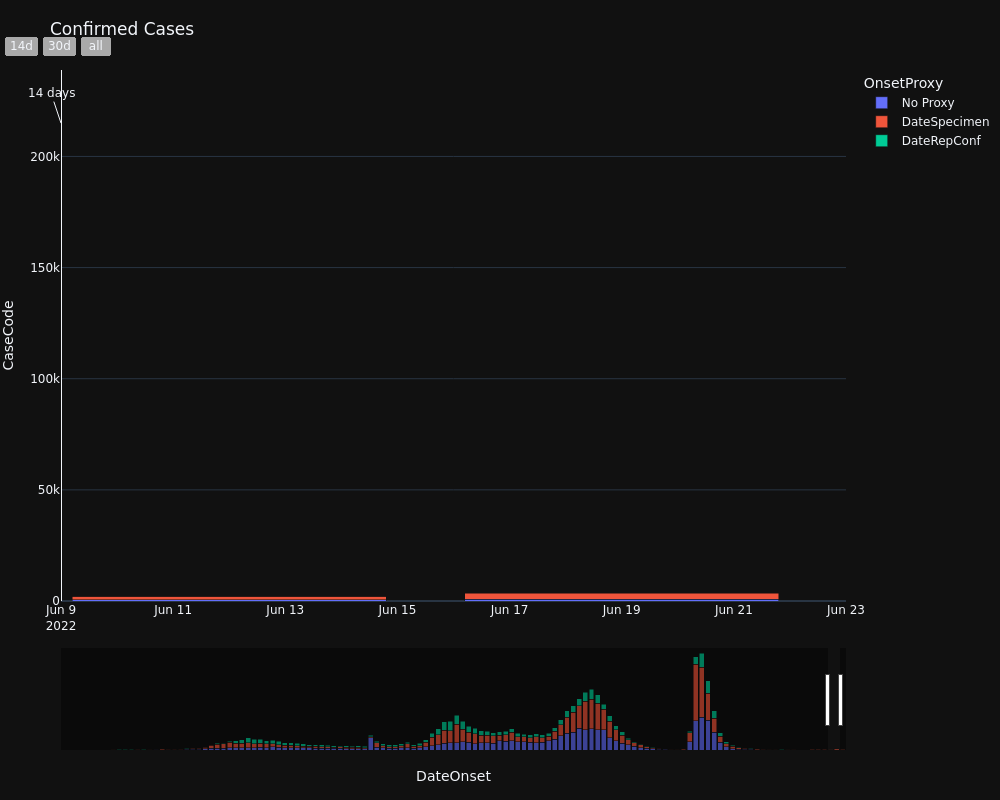 Confirmed Cases
14d 30d all
14 days
OnsetProxy
No Proxy
DateSpecimen
DateRepConf
200k
150k
100k
50k
0
CaseCode
Jun 9 Jun 11 Jun 13 Jun 15 Jun 17 Jun 19 Jun 21 Jun 23
2022
DateOnset